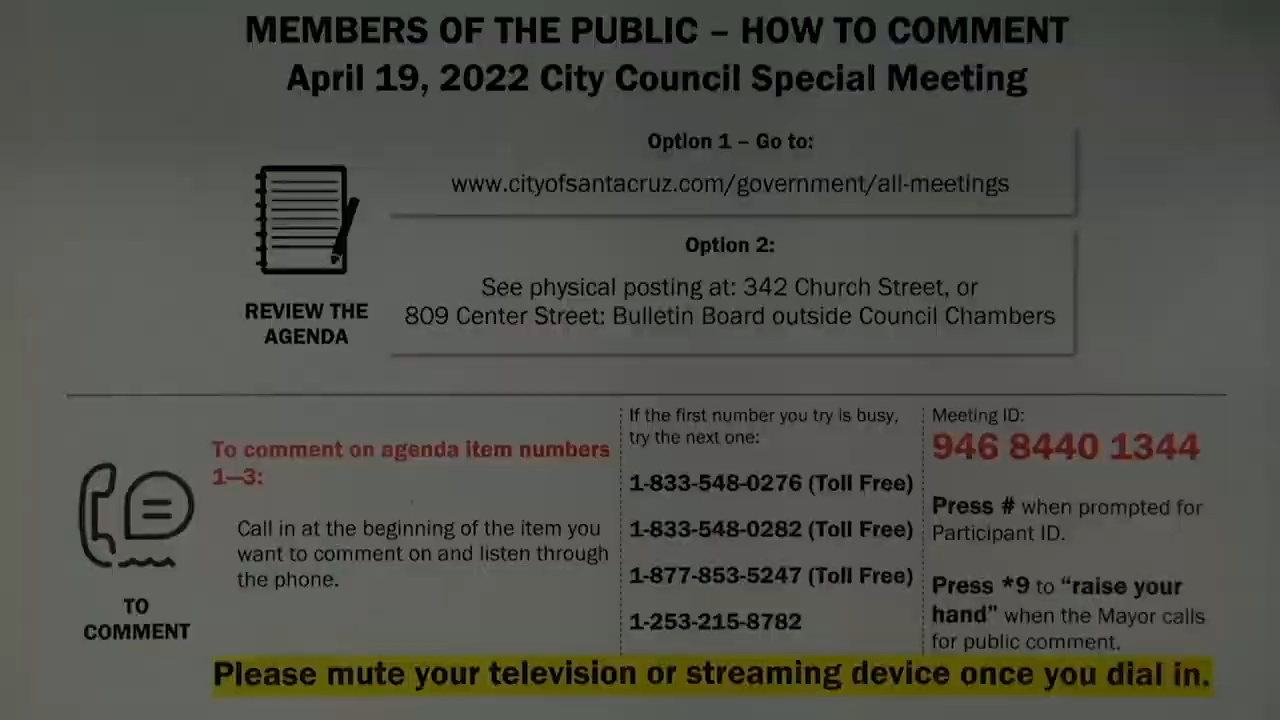 MEMBERS OF THE PUBLIC – HOW TO COMMENT
April 19, 2022 City Council Special Meeting
Option 1 – Go to:
www.cityofsantacruz.com/government/all-meetings
Option 2:
See physical posting at: 342 Church Street, or
809 Center Street: Bulletin Board outside Council Chambers
REVIEW THE
AGENDA
To comment on agenda item numbers
1—3:
Call in at the beginning of the item you
want to comment on and listen through
the phone.
TO
COMMENT
If the first number you try is busy,
try the next one:
1-833-548-0276 (Toll Free)
1-833-548-0282 (Toll Free)
1-877-853-5247 (Toll Free)
1-253-215-8782
Meeting ID:
946 8440 1344
Press # when prompted for
Participant ID.
Press *9 to “raise your
hand” when the Mayor calls
for public comment.
Please mute your television or streaming device once you dial in.